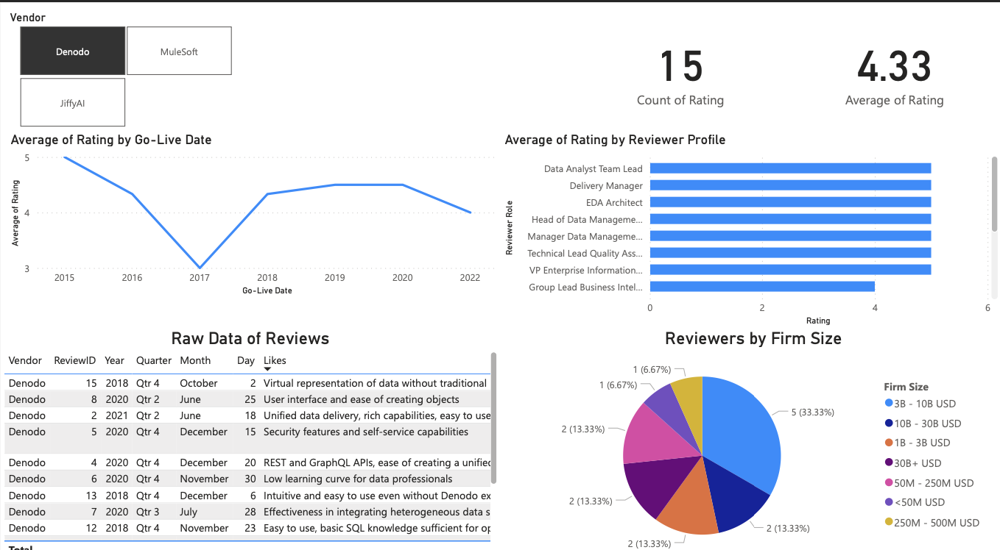 Vendor
Denodo
MuleSoft
JiffyAI
15
Count of Rating
4.33
Average of Rating
Average of Rating by Go-Live Date
Average of Rating
5
4
3
2015 2016 2017 2018 2019 2020 2022
Go-Live Date
Average of Rating by Reviewer Profile
Reviewer Role
Data Analyst Team Lead
Delivery Manager
EDA Architect
Head of Data Manageme...
Manager Data Manageme...
Technical Lead Quality Ass...
VP Enterprise Information...
Group Lead Business Intel...
0 2 4 6
Rating
Raw Data of Reviews
Vendor ReviewID Year Quarter Month Day Likes
Denodo 15 2018 Qtr 4 October 2 Virtual representation of data without traditional
Denodo 8 2020 Qtr 2 June 25 User interface and ease of creating objects
Denodo 2 2021 Qtr 2 June 18 Unified data delivery, rich capabilities, easy to use
Denodo 5 2020 Qtr 4 December 15 Security features and self-service capabilities
Denodo 4 2020 Qtr 4 December 20 REST and GraphQL APIs, ease of creating a unified
Denodo 6 2020 Qtr 4 November 30 Low learning curve for data professionals
Denodo 13 2018 Qtr 4 December 6 Intuitive and easy to use even without Denodo ex
Denodo 7 2020 Qtr 3 July 28 Effectiveness in integrating heterogeneous data s
Denodo 12 2018 Qtr 4 November 23 Easy to use, basic SQL knowledge sufficient for op
Total
Reviewers by Firm Size
1 (6.67%)
1 (6.67%)
5 (33.33%)
2 (13.33%)
2 (13.33%)
2 (13.33%)
2 (13.33%)
Firm Size
3B - 10B USD
10B - 30B USD
1B - 3B USD
30B+ USD
50M - 250M USD
<50M USD
250M - 500M USD